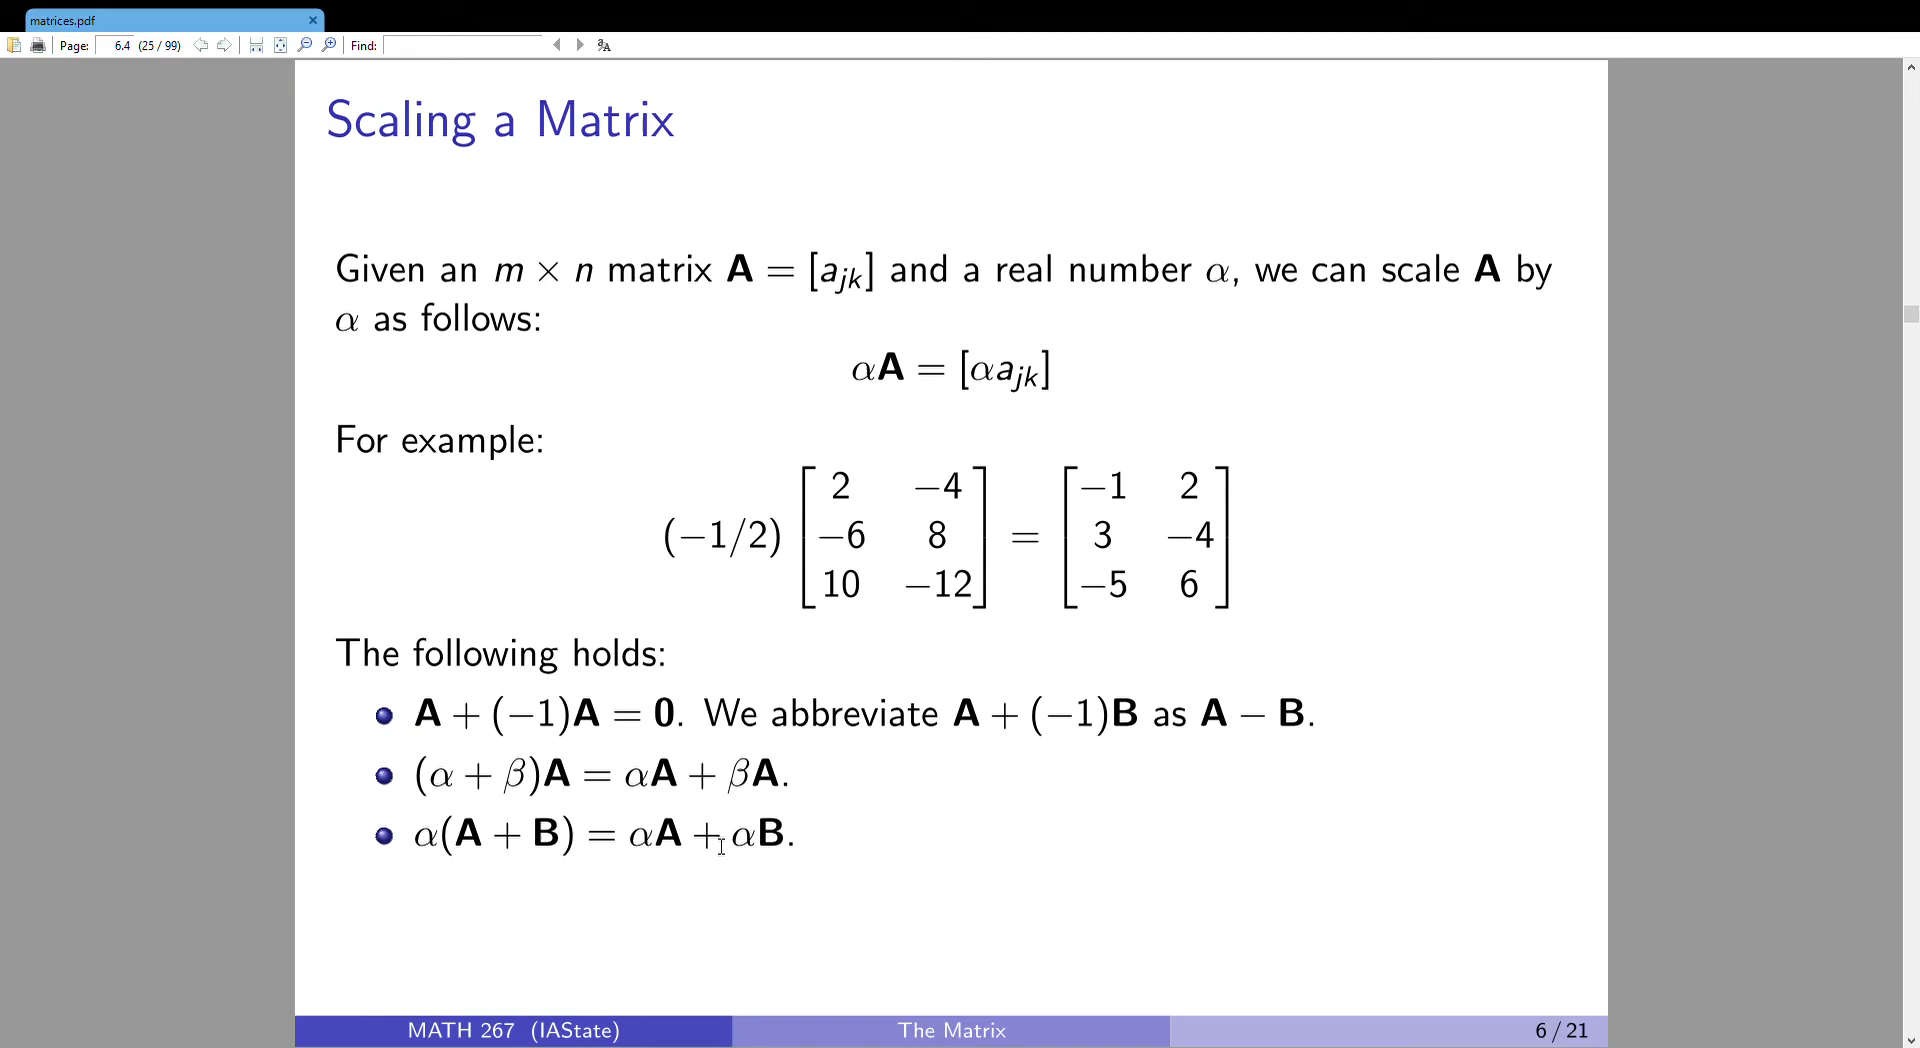 matrices.pdf
Page: 6.4 (25 / 99) Find:
Scaling a Matrix
Given an m × n matrix A = [a_jk] and a real number α, we can scale A by
α as follows:
αA = [αa_jk]
For example:
(−1/2) [2 −4; −6 8; 10 −12] = [−1 2; 3 −4; −5 6]
The following holds:
A + (−1)A = 0. We abbreviate A + (−1)B as A − B.
(α + β)A = αA + βA.
α(A + B) = αA + αB.
MATH 267 (IAState) The Matrix 6 / 21